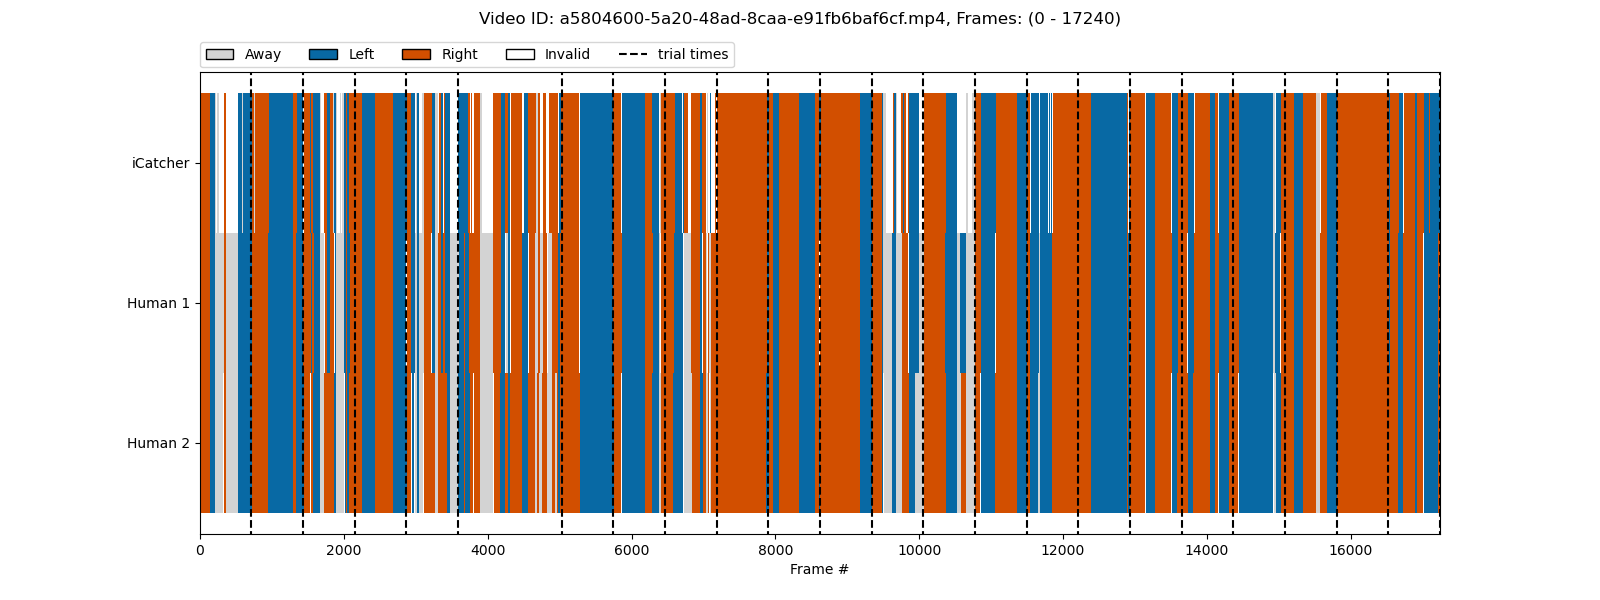 Video ID: a5804600-5a20-48ad-8caa-e91fb6baf6cf.mp4, Frames: (0 - 17240)
Away Left Right Invalid trial times
iCatcher
Human 1
Human 2
0 2000 4000 6000 8000 10000 12000 14000 16000
Frame #